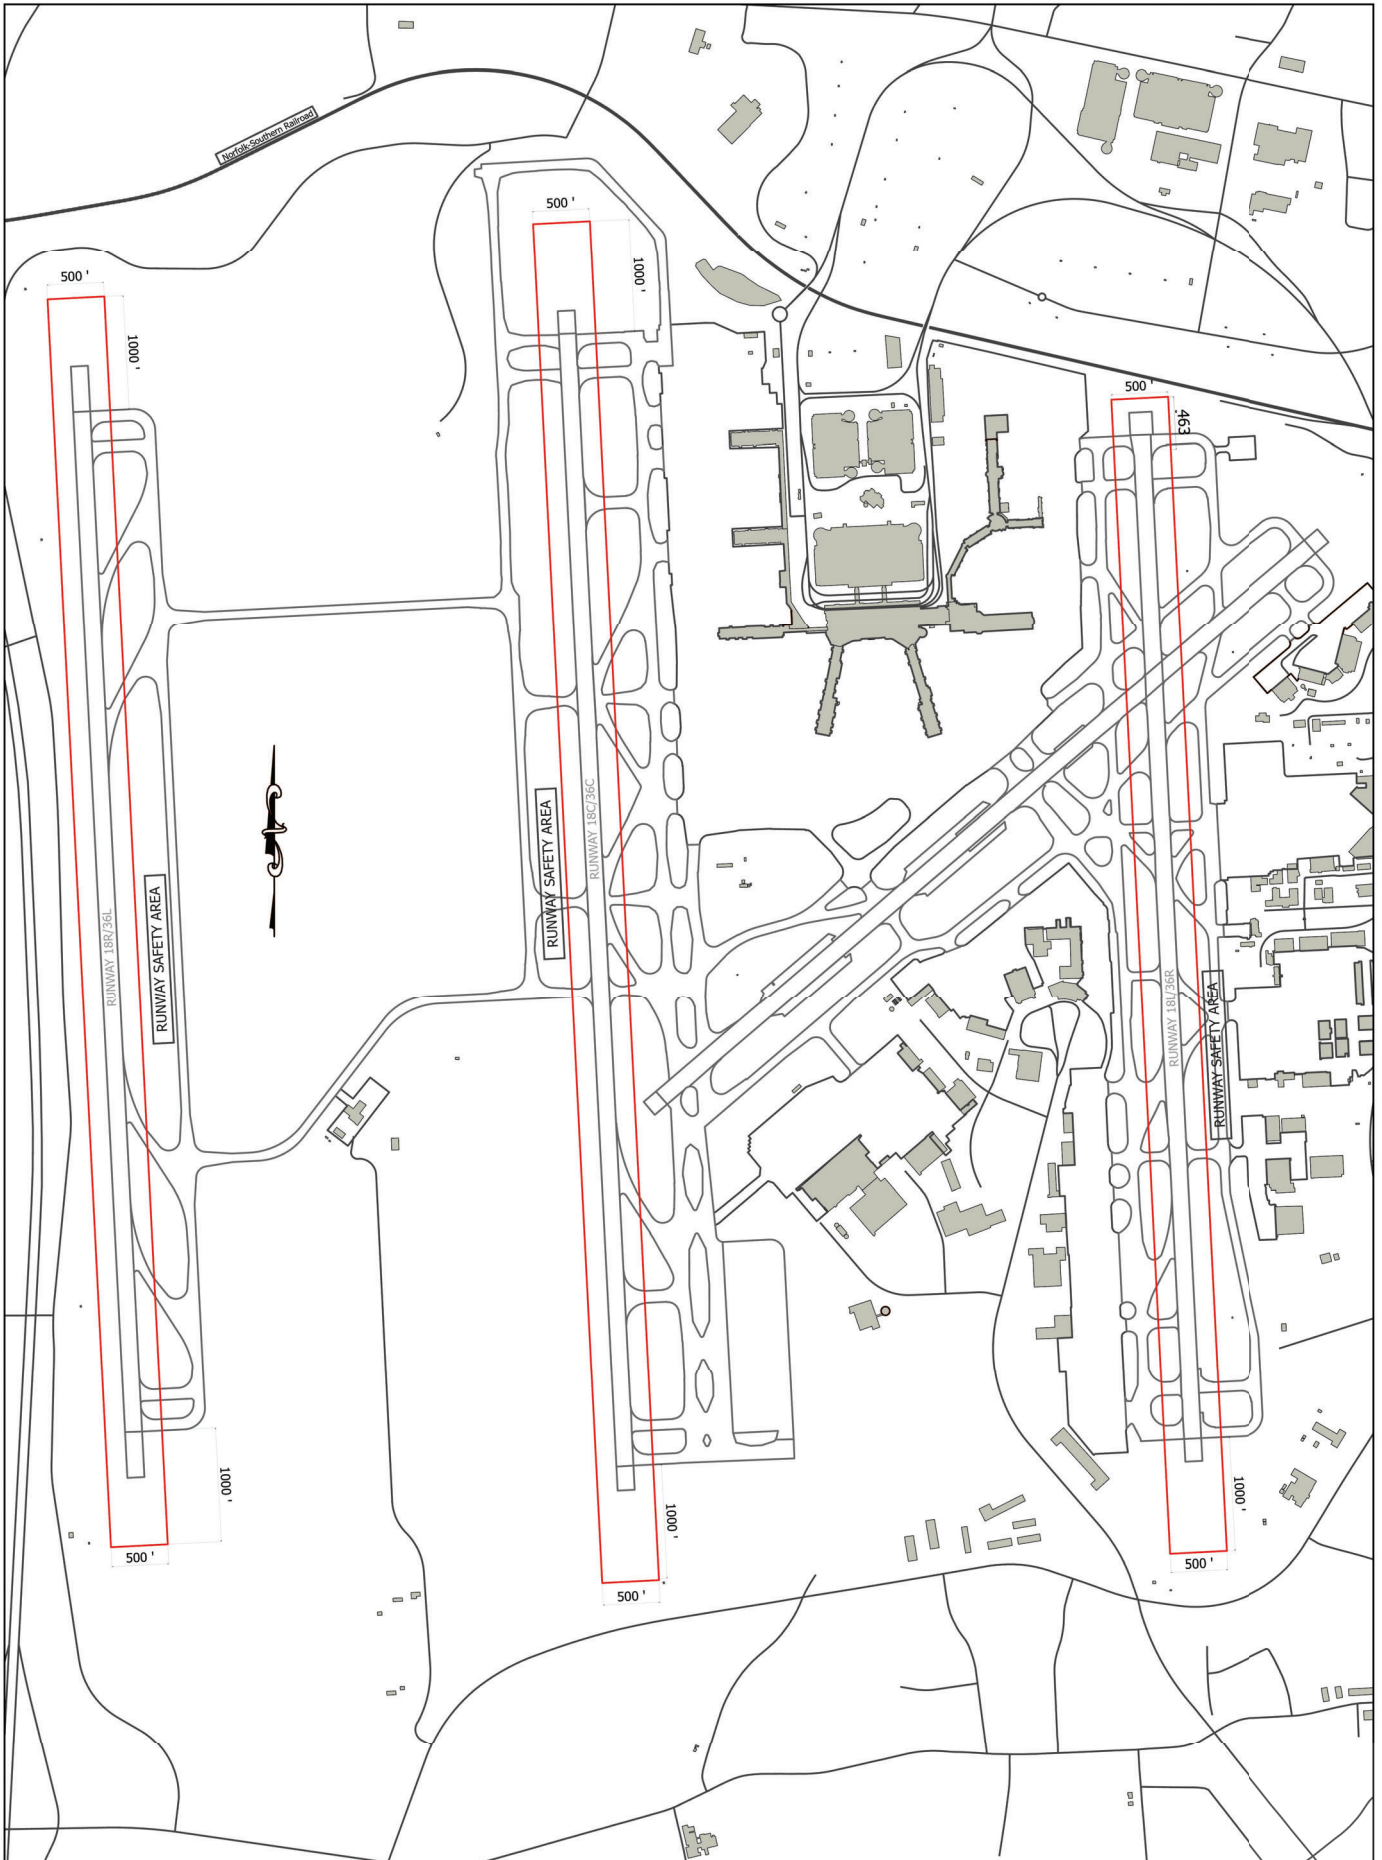 Norfolk-Southern Railroad
500 '
1000 '
500 '
1000 '
500 '
463
RUNWAY 18R/36L
RUNWAY SAFETY AREA
RUNWAY SAFETY AREA
RUNWAY 18C/36C
RUNWAY 18L/36R
RUNWAY SAFETY AREA
1000 '
500 '
1000 '
500 '
1000 '
500 '